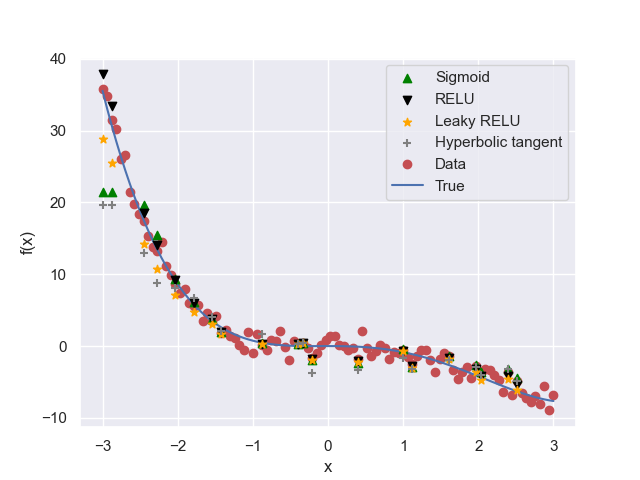 40
30
20
10
0
−10
f(x)
Sigmoid
RELU
Leaky RELU
Hyperbolic tangent
Data
True
−3 −2 −1 0 1 2 3
x